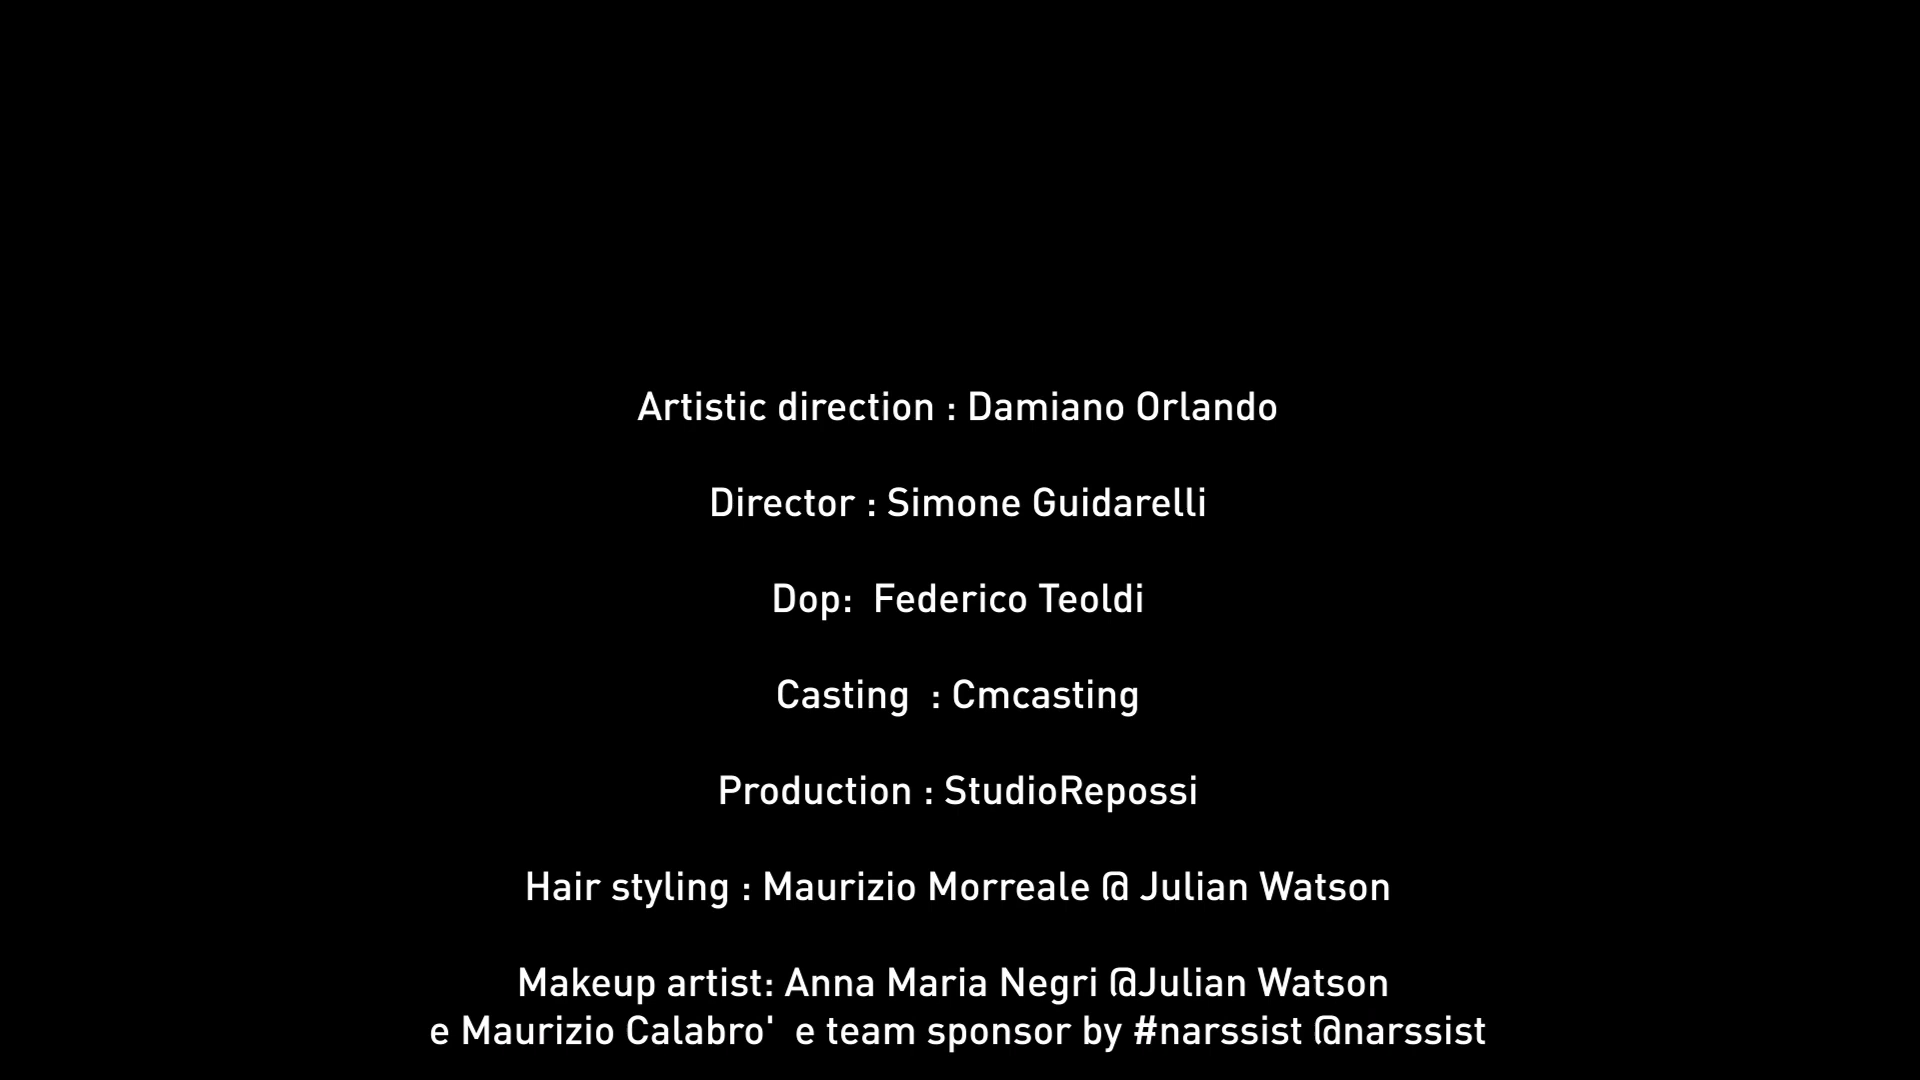 Artistic direction : Damiano Orlando
Director : Simone Guidarelli
Dop:  Federico Teoldi
Casting  : Cmcasting
Production : StudioRepossi
Hair styling : Maurizio Morreale @ Julian Watson
Makeup artist: Anna Maria Negri @Julian Watson
e Maurizio Calabro'  e team sponsor by #narssist @narssist